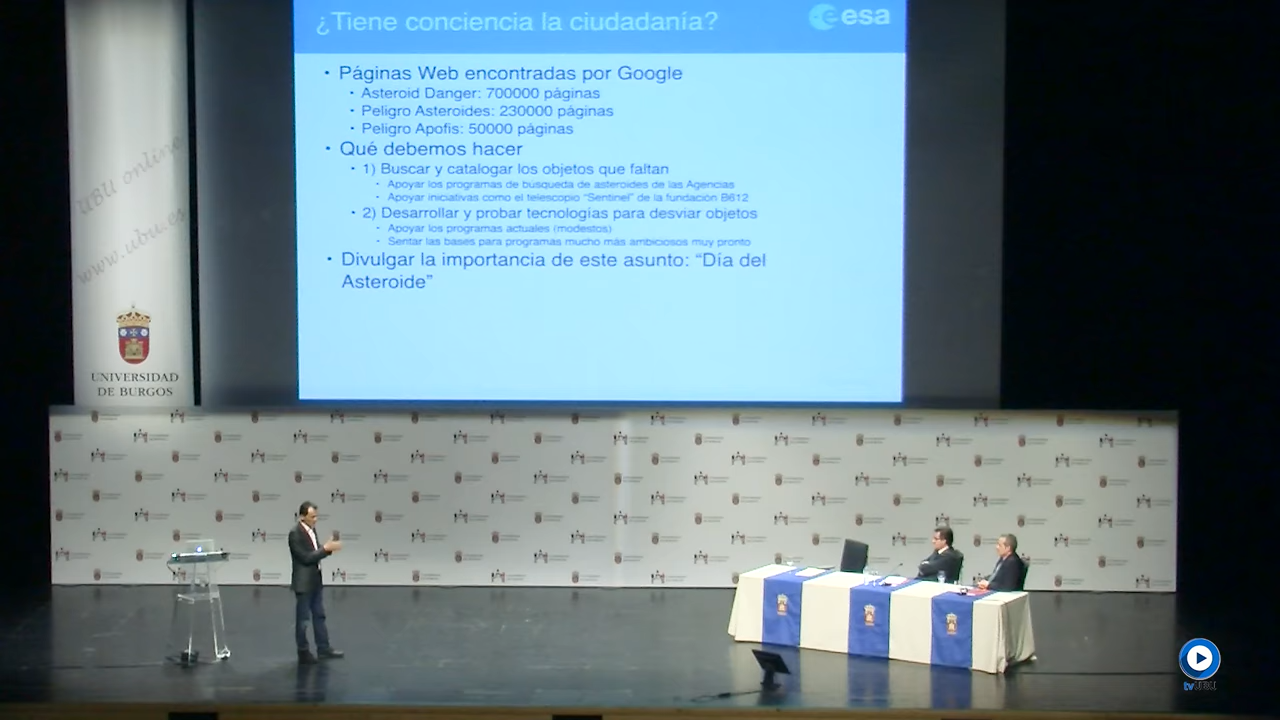 ¿Tiene conciencia la ciudadanía?
esa
• Páginas Web encontradas por Google
• Asteroid Danger: 700000 páginas
• Peligro Asteroides: 230000 páginas
• Peligro Apofis: 50000 páginas
• Qué debemos hacer
• 1) Buscar y catalogar los objetos que faltan
• Apoyar los programas de búsqueda de asteroides de las Agencias
• Apoyar iniciativas como el telescopio “Sentinel” de la fundación B612
• 2) Desarrollar y probar tecnologías para desviar objetos
• Apoyar los programas actuales (modestos)
• Sentar las bases para programas mucho más ambiciosos muy pronto
• Divulgar la importancia de este asunto: “Día del
Asteroide”
UBU online
www.ubu.es
UNIVERSIDAD
DE BURGOS